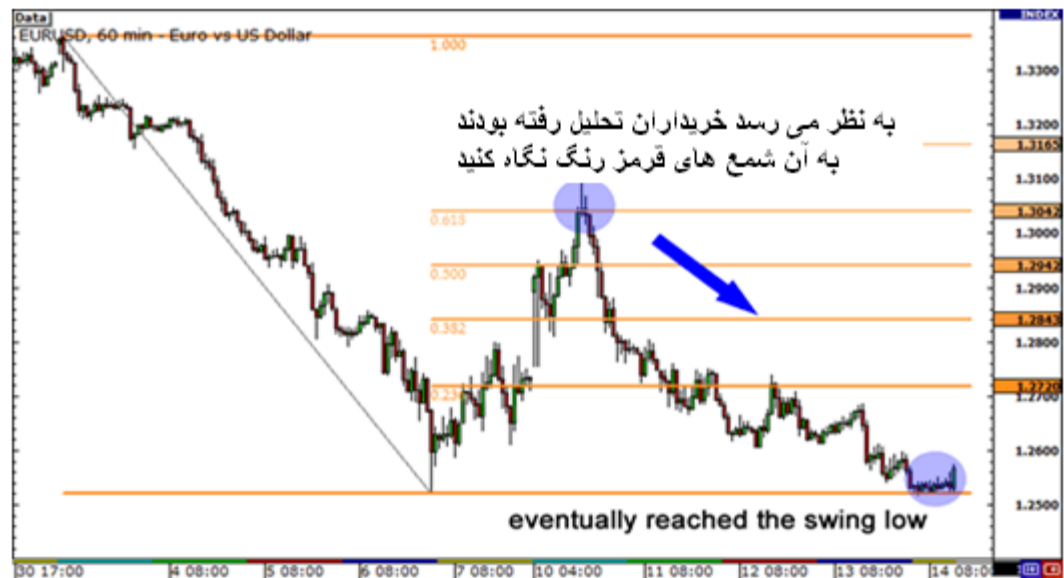 Data
INDEX
EURUSD, 60 min - Euro vs US Dollar
1.000
1.3300
به نظر می رسد خریداران تحلیل رفته بودند
1.3200
به آن شمع های قرمز رنگ نگاه کنید
1.3165
1.3100
0.618
1.3042
1.3000
0.500
1.2942
1.2900
0.382
1.2843
1.2800
0.236
1.2720
1.2700
1.2600
1.2500
eventually reached the swing low
30 17:00 4 08:00 5 08:00 6 08:00 7 08:00 10 04:00 11 08:00 12 08:00 13 08:00 14 08:00